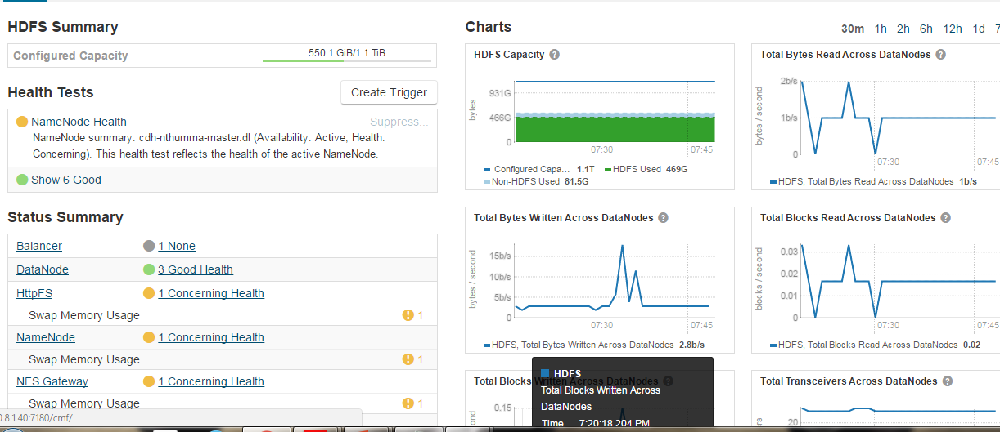 HDFS Summary
Configured Capacity
550.1 GiB/1.1 TiB
Health Tests
Create Trigger
NameNode Health
Suppress...
NameNode summary: cdh-nthumma-master.dl (Availability: Active, Health:
Concerning). This health test reflects the health of the active NameNode.
Show 6 Good
Status Summary
Balancer
1 None
DataNode
3 Good Health
HttpFS
1 Concerning Health
Swap Memory Usage
1
NameNode
1 Concerning Health
Swap Memory Usage
1
NFS Gateway
1 Concerning Health
Swap Memory Usage
1
0.8.1.40:7180/cmf/
Charts
30m 1h 2h 6h 12h 1d 7
HDFS Capacity
bytes
931G
466G
0
07:30
07:45
Configured Capa... 1.1T
HDFS Used 469G
Non-HDFS Used 81.5G
Total Bytes Read Across DataNodes
bytes / second
2b/s
1b/s
0
07:30
07:45
HDFS, Total Bytes Read Across DataNodes 1b/s
Total Bytes Written Across DataNodes
bytes / second
15b/s
10b/s
5b/s
0
07:30
07:45
HDFS, Total Bytes Written Across DataNodes 2.8b/s
Total Blocks Read Across DataNodes
blocks / second
0.03
0.02
0.01
0
07:30
07:45
HDFS, Total Blocks Read Across DataNodes 0.02
Total Blocks Written Across DataNodes
0.15
HDFS
Total Blocks Written Across
DataNodes
Time 7:20:18.204 PM
Total Transceivers Across DataNodes
20